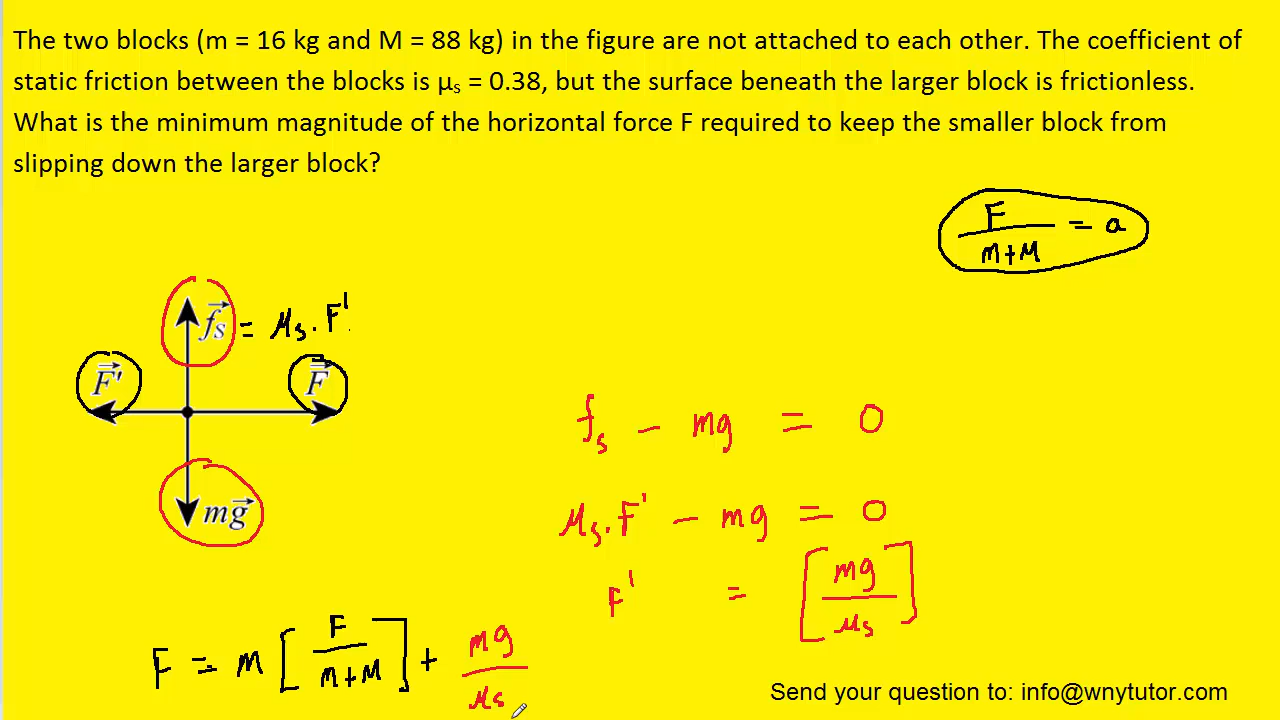 The two blocks (m = 16 kg and M = 88 kg) in the figure are not attached to each other. The coefficient of
static friction between the blocks is μₛ = 0.38, but the surface beneath the larger block is frictionless.
What is the minimum magnitude of the horizontal force F required to keep the smaller block from
slipping down the larger block?
F/(m+M) = a
fₛ = μₛ · F'
F' F
mg
fₛ − mg = 0
μₛ · F' − mg = 0
F' = [mg/μₛ]
F = m [F/(m+M)] + mg/μₛ
Send your question to: info@wnytutor.com